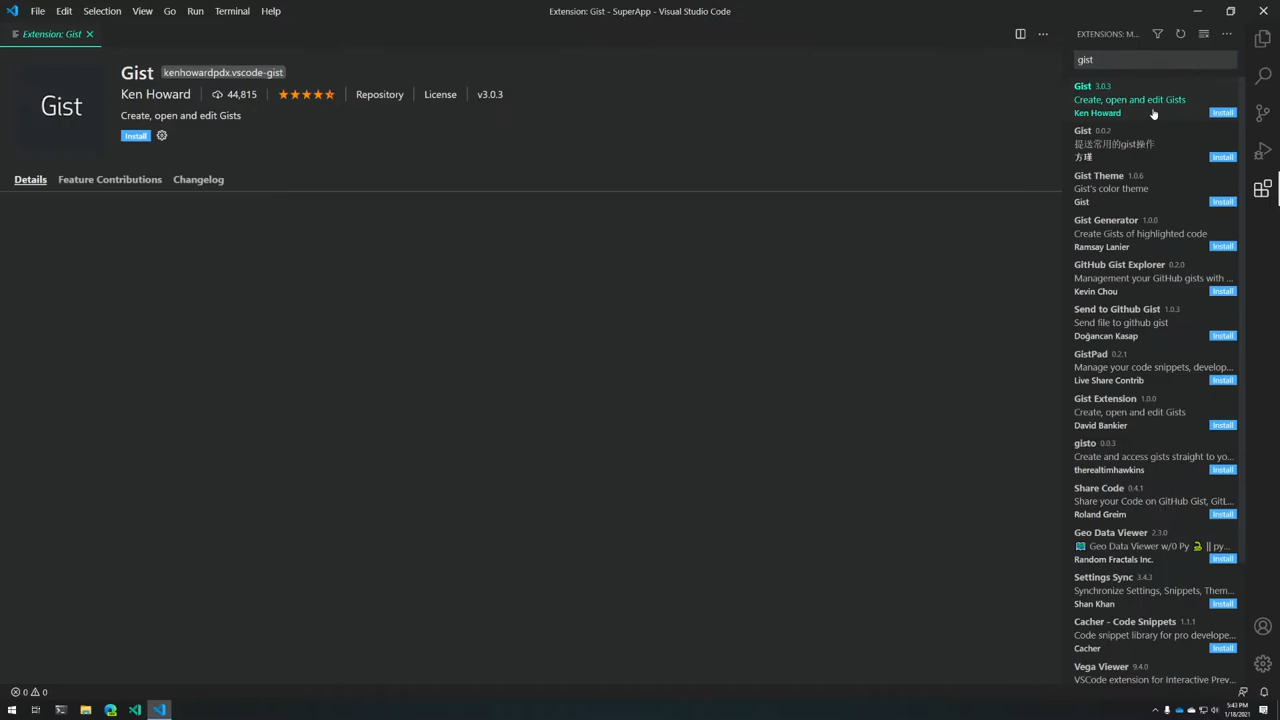 File Edit Selection View Go Run Terminal Help
Extension: Gist - SuperApp - Visual Studio Code
Extension: Gist
Gist
Gist kenhowardpdx.vscode-gist
Ken Howard 44,815 Repository License v3.0.3
Create, open and edit Gists
Install
Details Feature Contributions Changelog
EXTENSIONS: M...
gist
Gist 3.0.3
Create, open and edit Gists
Ken Howard Install
Gist 0.0.2
提送常用的gist操作
方瑾 Install
Gist Theme 1.0.6
Gist's color theme
Gist Install
Gist Generator 1.0.0
Create Gists of highlighted code
Ramsay Lanier Install
GitHub Gist Explorer 0.2.0
Management your GitHub gists with ...
Kevin Chou Install
Send to Github Gist 1.0.3
Send file to github gist
Doğancan Kasap Install
GistPad 0.2.1
Manage your code snippets, develop...
Live Share Contrib Install
Gist Extension 1.0.0
Create, open and edit Gists
David Bankier Install
gisto 0.0.3
Create and access gists straight to yo...
therealtimhawkins Install
Share Code 0.4.1
Share your Code on GitHub Gist, GitL...
Roland Greim Install
Geo Data Viewer 2.3.0
Geo Data Viewer w/0 Py || py...
Random Fractals Inc. Install
Settings Sync 3.4.3
Synchronize Settings, Snippets, Them...
Shan Khan Install
Cacher - Code Snippets 1.1.1
Code snippet library for pro develope...
Cacher Install
Vega Viewer 9.4.0
VSCode extension for Interactive Prev...
0 0
5:43 PM
1/18/2021